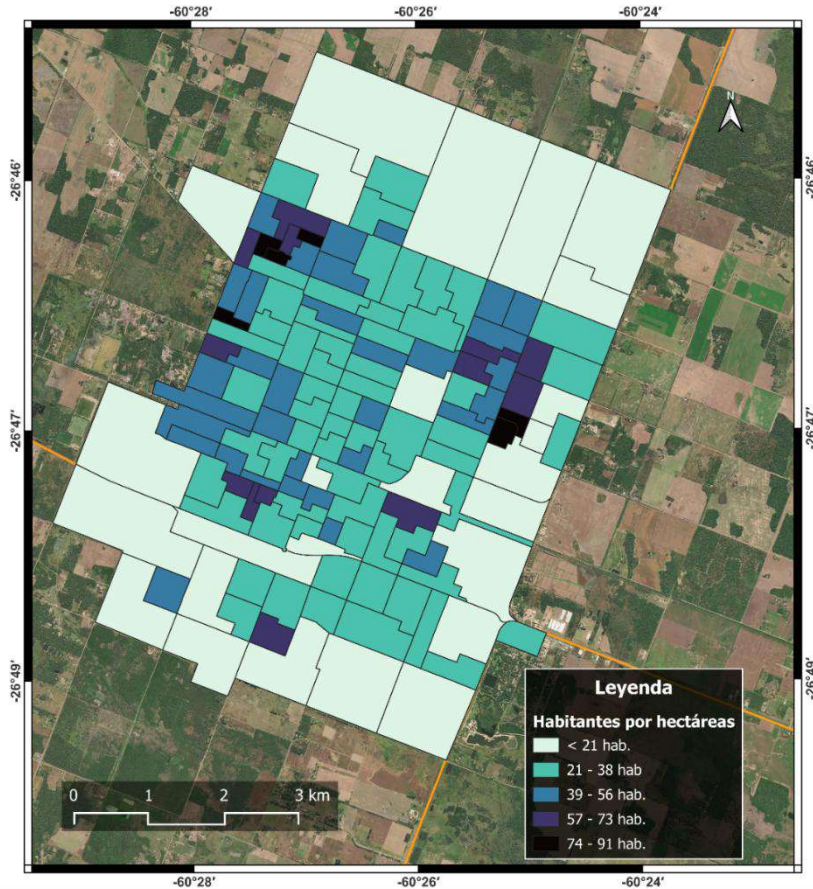 -60°28′ -60°26′ -60°24′
N
-26°46′ -26°46′
-26°47′ -26°47′
-26°49′ -26°49′
Leyenda
Habitantes por hectáreas
< 21 hab.
21 - 38 hab
39 - 56 hab.
57 - 73 hab.
74 - 91 hab.
0 1 2 3 km
-60°28′ -60°26′ -60°24′